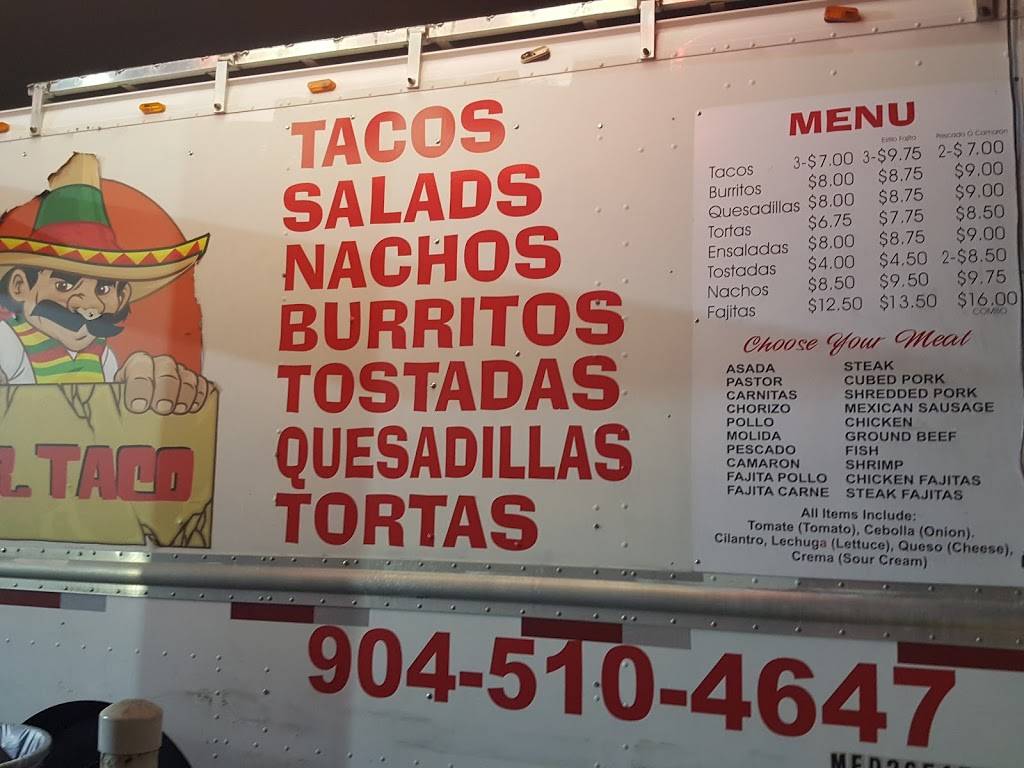 TACOS
SALADS
NACHOS
BURRITOS
TOSTADAS
QUESADILLAS
TORTAS
TACO
904-510-4647
MENU
Estilo Fajita Pescado O Camaron
Tacos 3-$7.00 3-$9.75 2-$7.00
Burritos $8.00 $8.75 $9.00
Quesadillas $8.00 $8.75 $9.00
Tortas $6.75 $7.75 $8.50
Ensaladas $8.00 $8.75 $9.00
Tostadas $4.00 $4.50 2-$8.50
Nachos $8.50 $9.50 $9.75
Fajitas $12.50 $13.50 $16.00
COMBO
Choose Your Meat
ASADA STEAK
PASTOR CUBED PORK
CARNITAS SHREDDED PORK
CHORIZO MEXICAN SAUSAGE
POLLO CHICKEN
MOLIDA GROUND BEEF
PESCADO FISH
CAMARON SHRIMP
FAJITA POLLO CHICKEN FAJITAS
FAJITA CARNE STEAK FAJITAS
All Items Include:
Tomate (Tomato), Cebolla (Onion),
Cilantro, Lechuga (Lettuce), Queso (Cheese),
Crema (Sour Cream)